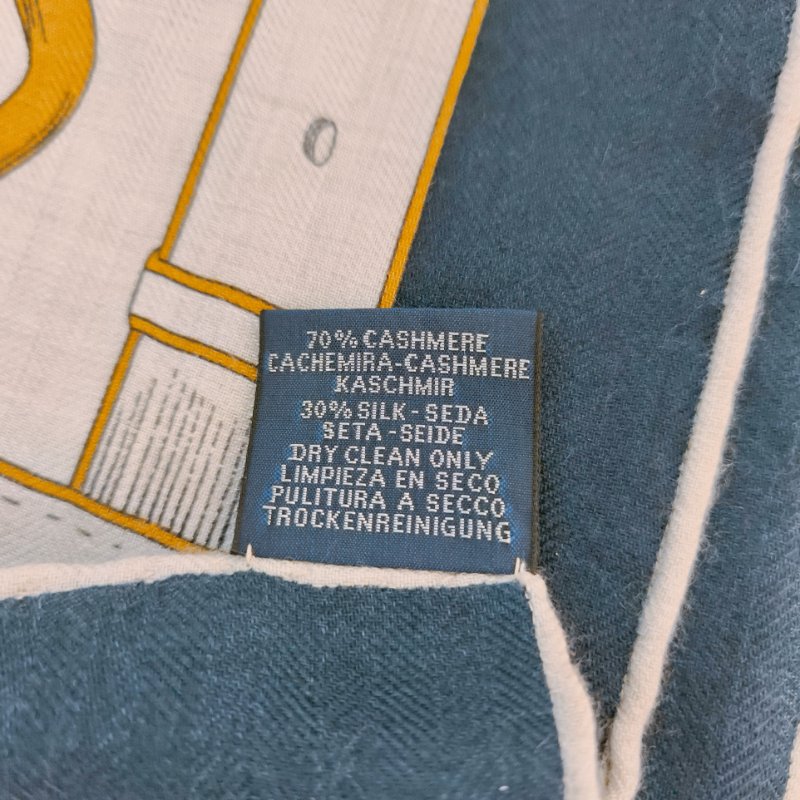 70% CASHMERE
CACHEMIRA-CASHMERE
KASCHMIR
30% SILK - SEDA
SETA - SEIDE
DRY CLEAN ONLY
LIMPIEZA EN SECO
PULITURA A SECCO
TROCKENREINIGUNG